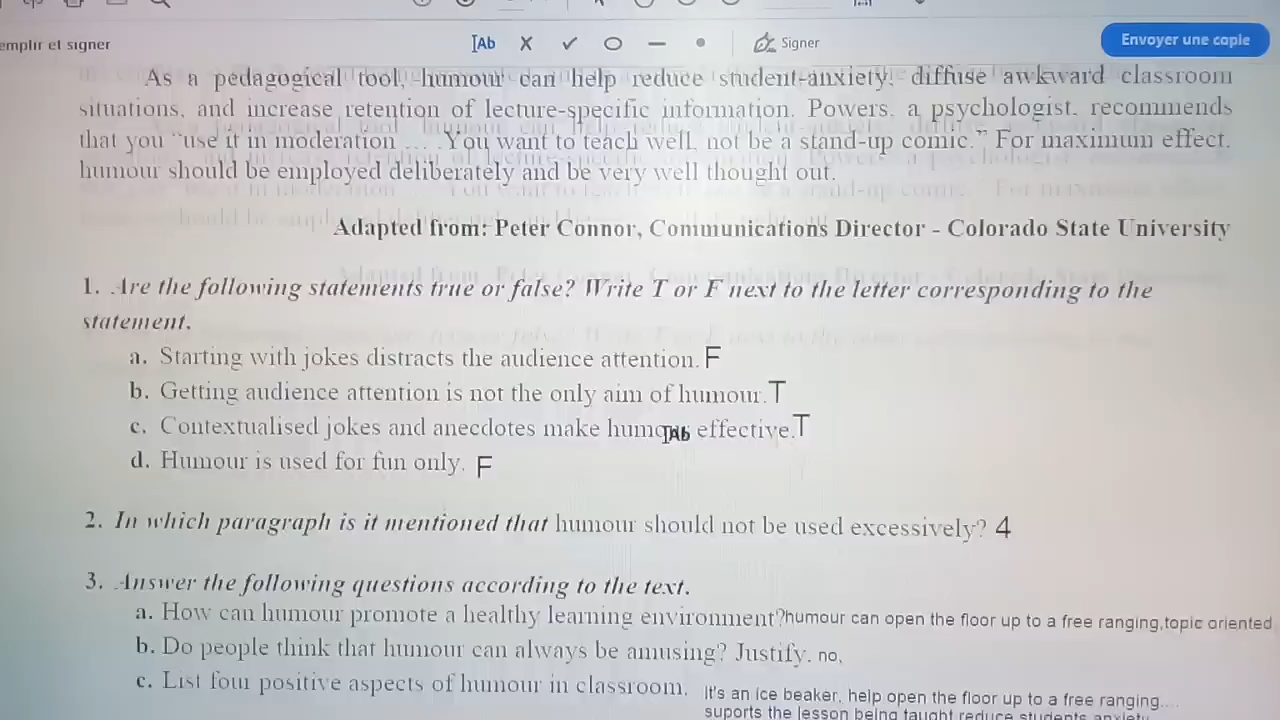 emplir et signer
Ab
Signer
Envoyer une copie
As a pedagogical tool, humour can help reduce student-anxiety, diffuse awkward classroom
situations, and increase retention of lecture-specific information. Powers, a psychologist, recommends
that you "use it in moderation ... .You want to teach well, not be a stand-up comic." For maximum effect,
humour should be employed deliberately and be very well thought out.
Adapted from: Peter Connor, Communications Director - Colorado State University
1. Are the following statements true or false? Write T or F next to the letter corresponding to the
statement.
a. Starting with jokes distracts the audience attention. F
b. Getting audience attention is not the only aim of humour. T
c. Contextualised jokes and anecdotes make humour effective. T
d. Humour is used for fun only. F
2. In which paragraph is it mentioned that humour should not be used excessively? 4
3. Answer the following questions according to the text.
a. How can humour promote a healthy learning environment? humour can open the floor up to a free ranging,topic oriented
b. Do people think that humour can always be amusing? Justify. no,
c. List four positive aspects of humour in classroom. It's an ice beaker, help open the floor up to a free ranging....
suports the lesson being taught reduce students anxiety